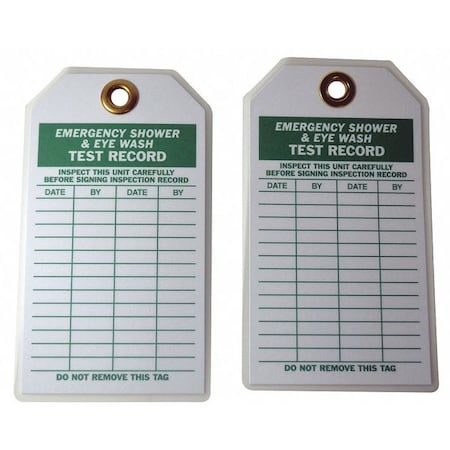 EMERGENCY SHOWER
& EYE WASH
TEST RECORD
INSPECT THIS UNIT CAREFULLY
BEFORE SIGNING INSPECTION RECORD
DATE BY DATE BY
DO NOT REMOVE THIS TAG
EMERGENCY SHOWER
& EYE WASH
TEST RECORD
INSPECT THIS UNIT CAREFULLY
BEFORE SIGNING INSPECTION RECORD
DATE BY DATE BY
DO NOT REMOVE THIS TAG